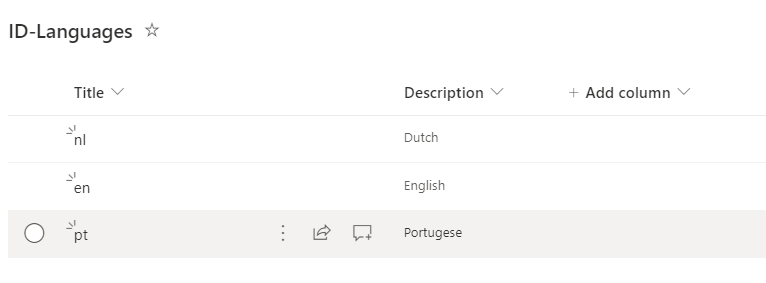 ID-Languages
Title Description + Add column
nl Dutch
en English
pt Portugese